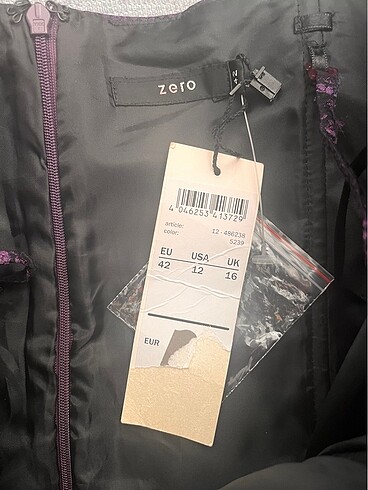 zero
4 046253 413729
article: 12-486238
color: 5239
EU USA UK
42 12 16
EUR